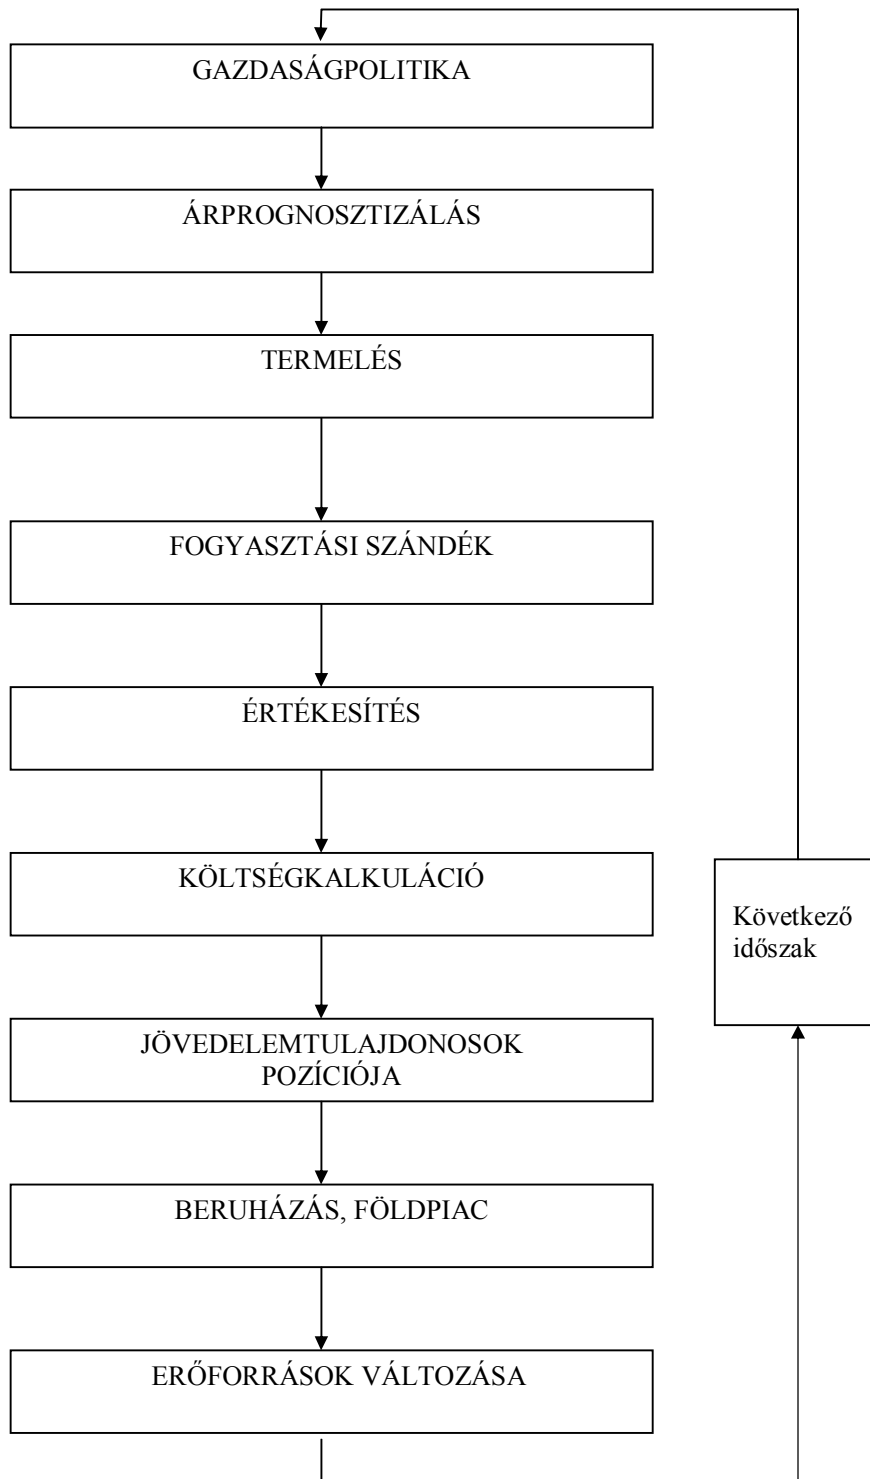 GAZDASÁGPOLITIKA
ÁRPROGNOSZTIZÁLÁS
TERMELÉS
FOGYASZTÁSI SZÁNDÉK
ÉRTÉKESÍTÉS
KÖLTSÉGKALKULÁCIÓ
Következő
időszak
JÖVEDELEMTULAJDONOSOK
POZÍCIÓJA
BERUHÁZÁS, FÖLDPIAC
ERŐFORRÁSOK VÁLTOZÁSA